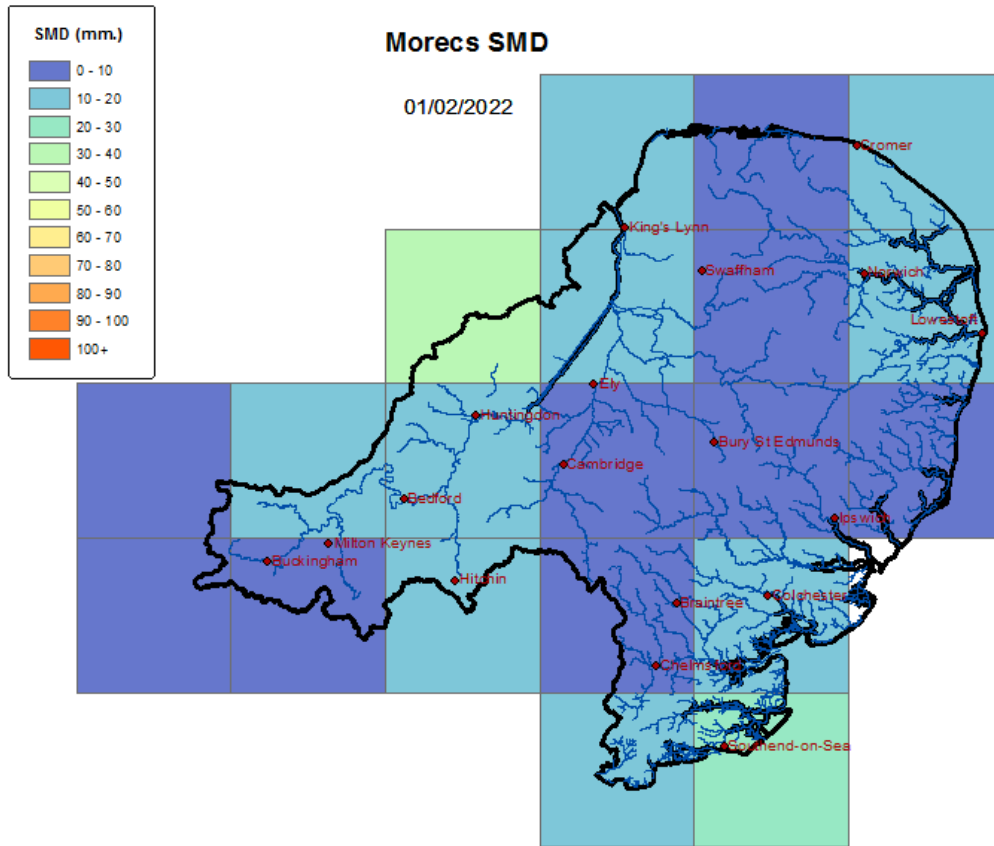 SMD (mm.)
0 - 10
10 - 20
20 - 30
30 - 40
40 - 50
50 - 60
60 - 70
70 - 80
80 - 90
90 - 100
100+
Morecs SMD
01/02/2022
Cromer
King's Lynn
Swaffham
Norwich
Lowestoft
Ely
Huntingdon
Bury St Edmunds
Cambridge
Bedford
Ipswich
Milton Keynes
Buckingham
Hitchin
Braintree
Colchester
Chelmsford
Southend-on-Sea